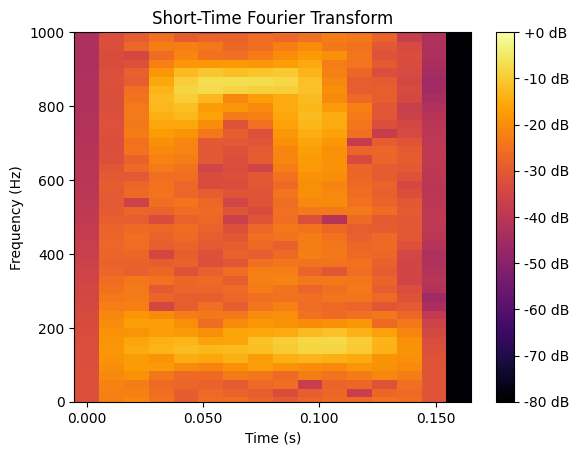 Short-Time Fourier Transform
1000
800
600
400
200
0
Frequency (Hz)
0.000
0.050
0.100
0.150
Time (s)
+0 dB
-10 dB
-20 dB
-30 dB
-40 dB
-50 dB
-60 dB
-70 dB
-80 dB